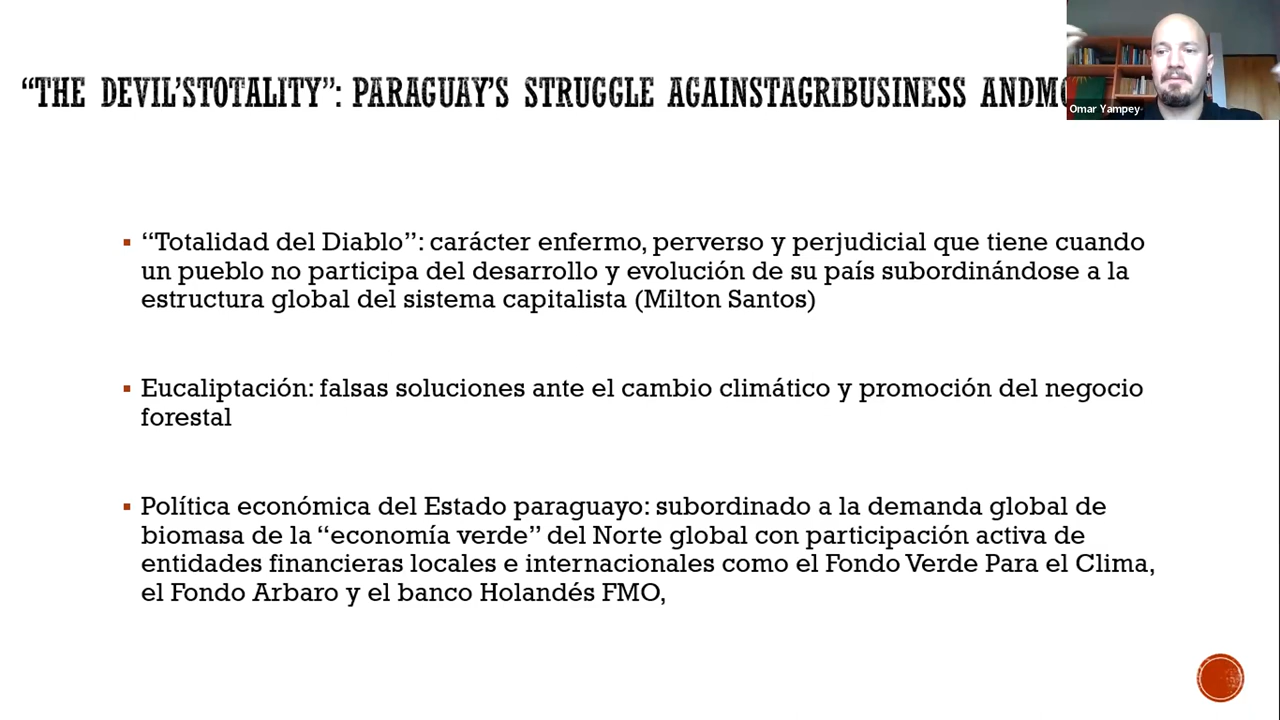 “THE DEVIL’STOTALITY”: PARAGUAY’S STRUGGLE AGAINSTAGRIBUSINESS
Omar Yampey
“Totalidad del Diablo”: carácter enfermo, perverso y perjudicial que tiene cuando
un pueblo no participa del desarrollo y evolución de su país subordinándose a la
estructura global del sistema capitalista (Milton Santos)
Eucaliptación: falsas soluciones ante el cambio climático y promoción del negocio
forestal
Política económica del Estado paraguayo: subordinado a la demanda global de
biomasa de la “economía verde” del Norte global con participación activa de
entidades financieras locales e internacionales como el Fondo Verde Para el Clima,
el Fondo Arbaro y el banco Holandés FMO,